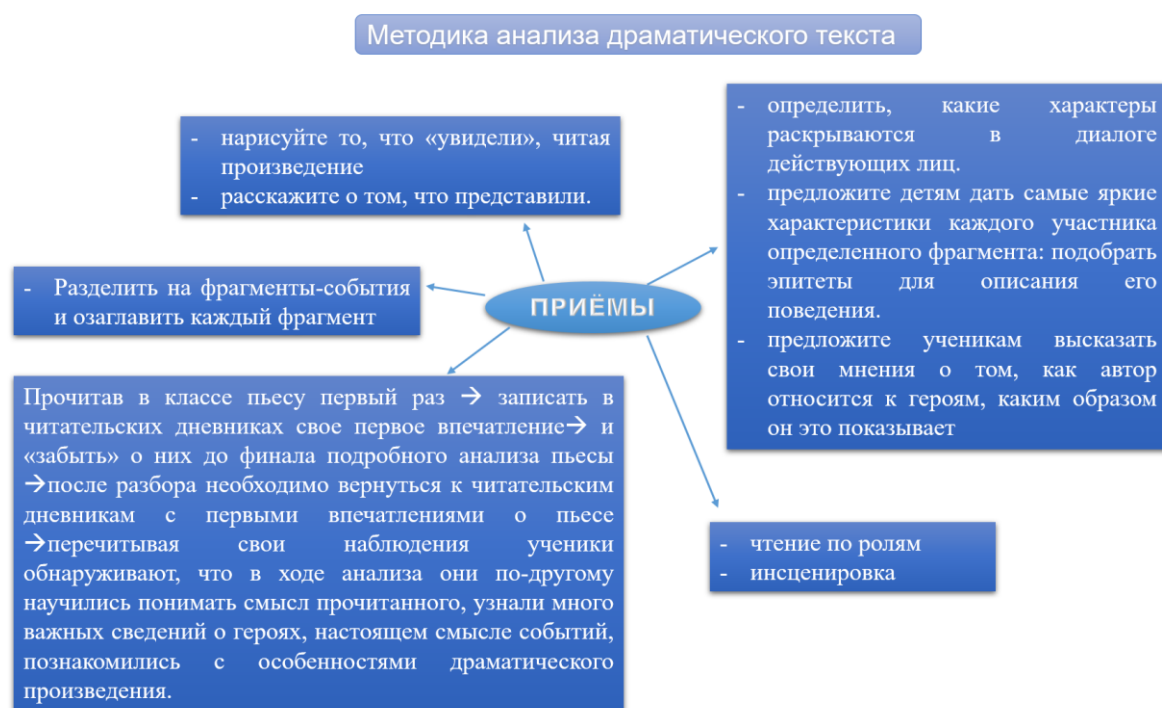 Методика анализа драматического текста
- нарисуйте то, что «увидели», читая
произведение
- расскажите о том, что представили.
- определить, какие характеры
раскрываются в диалоге
действующих лиц.
- предложите детям дать самые яркие
характеристики каждого участника
определенного фрагмента: подобрать
эпитеты для описания его
поведения.
- предложите ученикам высказать
свои мнения о том, как автор
относится к героям, каким образом
он это показывает
- Разделить на фрагменты-события
и озаглавить каждый фрагмент
ПРИЁМЫ
Прочитав в классе пьесу первый раз → записать в
читательских дневниках свое первое впечатление→ и
«забыть» о них до финала подробного анализа пьесы
→после разбора необходимо вернуться к читательским
дневникам с первыми впечатлениями о пьесе
→перечитывая свои наблюдения ученики
обнаруживают, что в ходе анализа они по-другому
научились понимать смысл прочитанного, узнали много
важных сведений о героях, настоящем смысле событий,
познакомились с особенностями драматического
произведения.
- чтение по ролям
- инсценировка